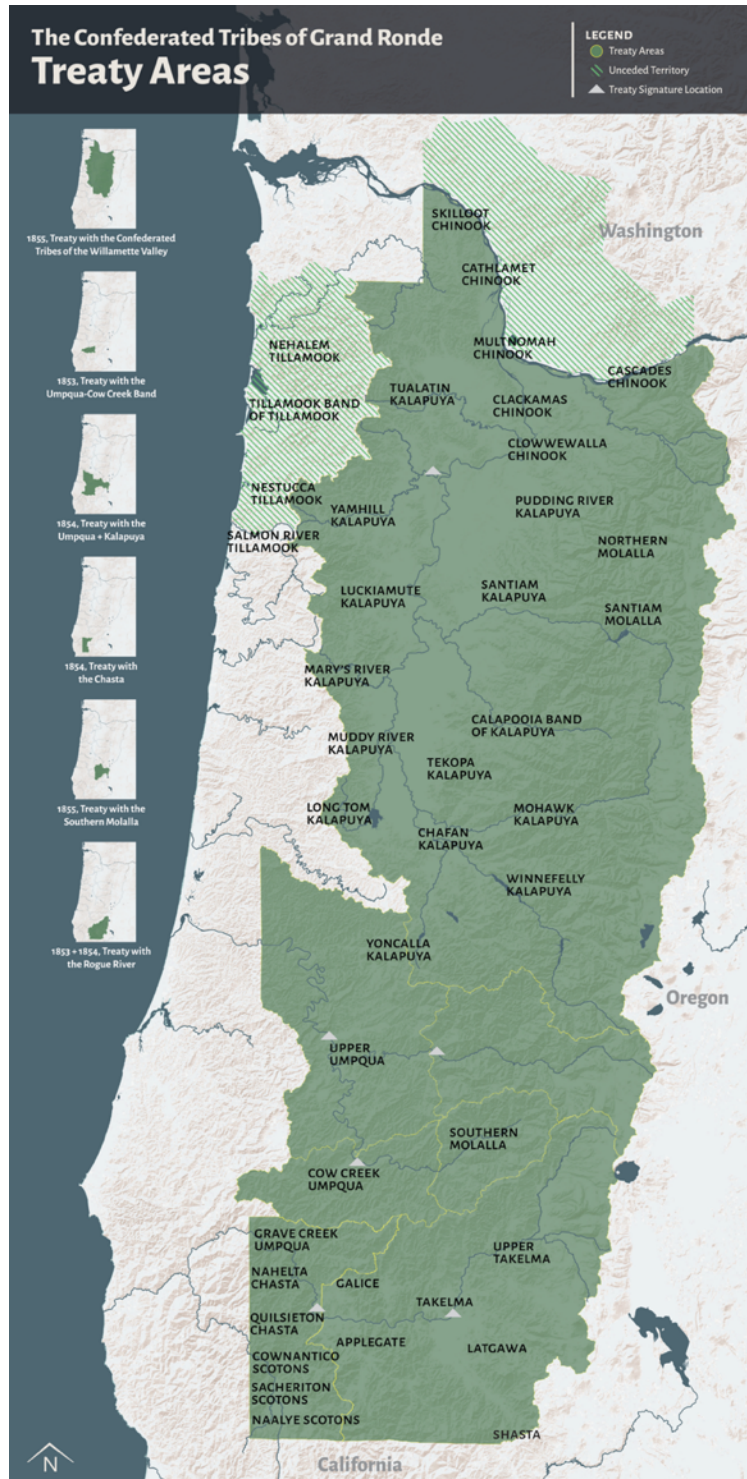 The Confederated Tribes of Grand Ronde
Treaty Areas
LEGEND
Treaty Areas
Unceded Territory
Treaty Signature Location
1855, Treaty with the Confederated
Tribes of the Willamette Valley
1853, Treaty with the
Umpqua-Cow Creek Band
1854, Treaty with the
Umpqua + Kalapuya
1854, Treaty with
the Chasta
1855, Treaty with the
Southern Molalla
1853 + 1854, Treaty with
the Rogue River
SKILLOOT
CHINOOK
Washington
CATHLAMET
CHINOOK
NEHALEM
TILLAMOOK
MULTNOMAH
CHINOOK
CASCADES
CHINOOK
TUALATIN
KALAPUYA
TILLAMOOK BAND
OF TILLAMOOK
CLACKAMAS
CHINOOK
CLOWWEWALLA
CHINOOK
NESTUCCA
TILLAMOOK
YAMHILL
KALAPUYA
PUDDING RIVER
KALAPUYA
SALMON RIVER
TILLAMOOK
NORTHERN
MOLALLA
LUCKIAMUTE
KALAPUYA
SANTIAM
KALAPUYA
SANTIAM
MOLALLA
MARY'S RIVER
KALAPUYA
CALAPOOIA BAND
OF KALAPUYA
MUDDY RIVER
KALAPUYA
TEKOPA
KALAPUYA
LONG TOM
KALAPUYA
MOHAWK
KALAPUYA
CHAFAN
KALAPUYA
WINNEFELLY
KALAPUYA
YONCALLA
KALAPUYA
Oregon
UPPER
UMPQUA
SOUTHERN
MOLALLA
COW CREEK
UMPQUA
GRAVE CREEK
UMPQUA
UPPER
TAKELMA
NAHELTA
CHASTA
GALICE
TAKELMA
QUILSIETON
CHASTA
APPLEGATE
LATGAWA
COWNANTICO
SCOTONS
SACHERITON
SCOTONS
NAALYE SCOTONS
SHASTA
California
N